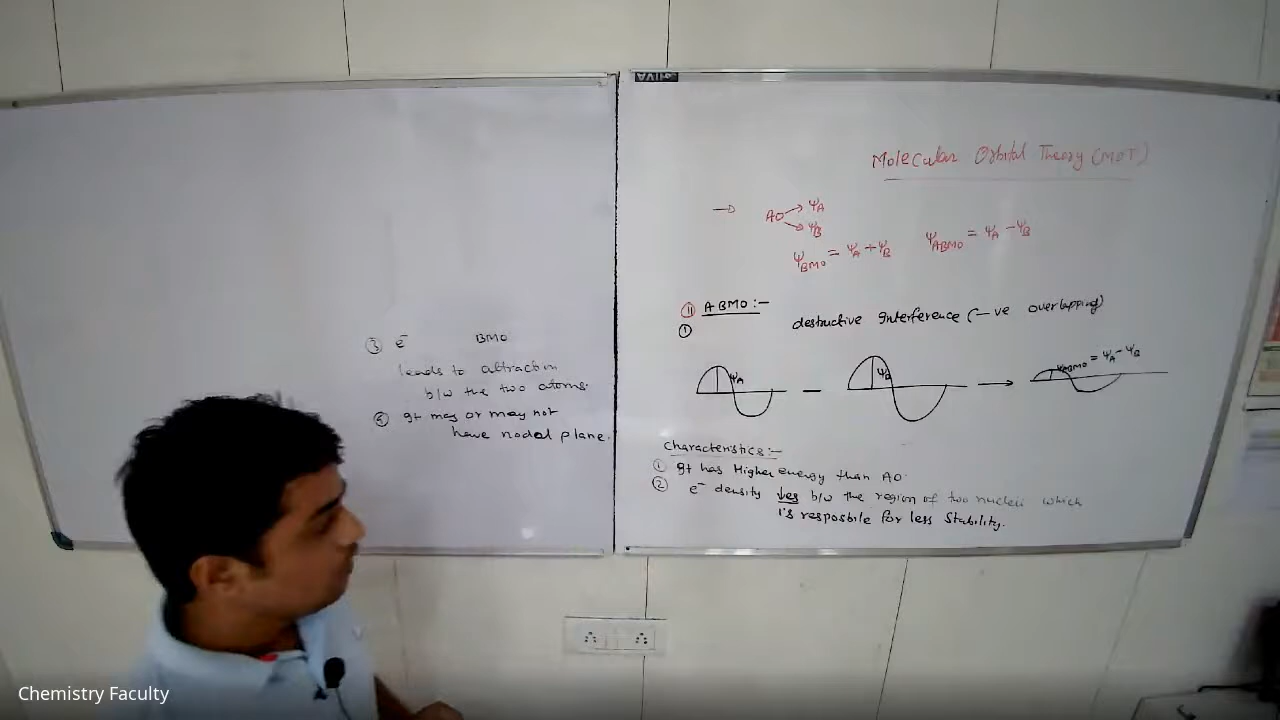 Molecular Orbital Theory (MOT)
→ AO → ψA
→ ψB
ψBMO = ψA + ψB ψABMO = ψA - ψB
II ABMO :-
① destructive Interference (-ve overlapping)
ψA - ψB → ψABMO = ψA - ψB
Characteristics :-
① It has Higher energy than AO.
② e⁻ density ↓es b/w the region of two nuclei which
is resposbile for less stability.
③ e⁻ BMO
leads to attraction
b/w the two atoms.
It may or may not
have nodal plane.
Chemistry Faculty